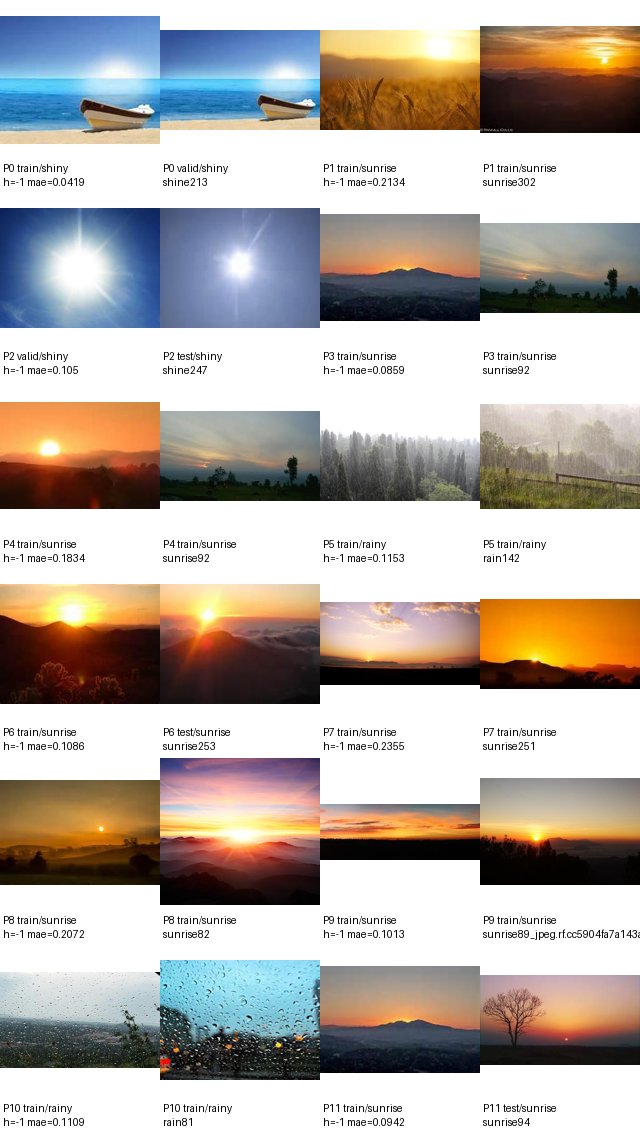 P0 train/shiny
h=-1 mae=0.0419
P0 valid/shiny
shine213
P1 train/sunrise
h=-1 mae=0.2134
P1 train/sunrise
sunrise302
P2 valid/shiny
h=-1 mae=0.105
P2 test/shiny
shine247
P3 train/sunrise
h=-1 mae=0.0859
P3 train/sunrise
sunrise92
P4 train/sunrise
h=-1 mae=0.1834
P4 train/sunrise
sunrise92
P5 train/rainy
h=-1 mae=0.1153
P5 train/rainy
rain142
P6 train/sunrise
h=-1 mae=0.1086
P6 test/sunrise
sunrise253
P7 train/sunrise
h=-1 mae=0.2355
P7 train/sunrise
sunrise251
P8 train/sunrise
h=-1 mae=0.2072
P8 train/sunrise
sunrise82
P9 train/sunrise
h=-1 mae=0.1013
P9 train/sunrise
sunrise89_jpeg.rf.cc5904fa7a143a
P10 train/rainy
h=-1 mae=0.1109
P10 train/rainy
rain81
P11 train/sunrise
h=-1 mae=0.0942
P11 test/sunrise
sunrise94